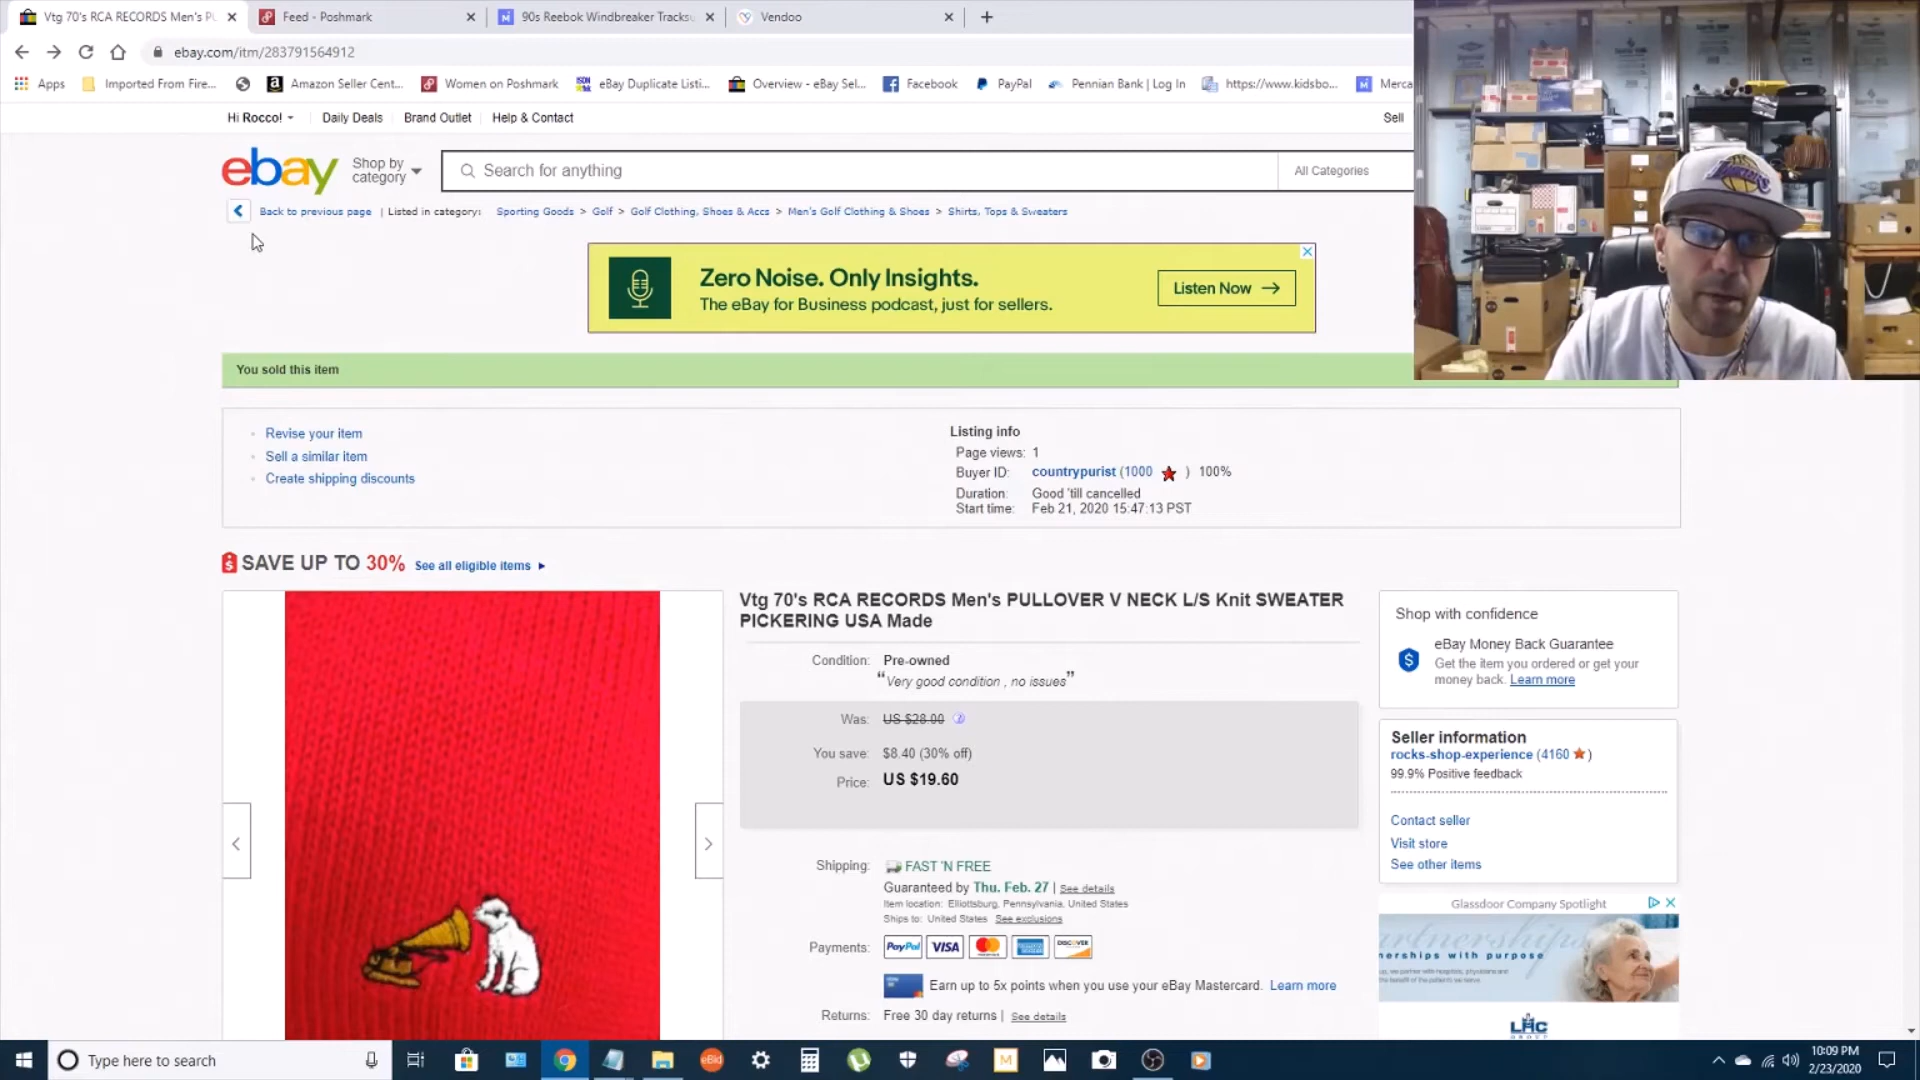 Vtg 70's RCA RECORDS Men's PU
Feed - Poshmark
90s Reebok Windbreaker Tracksu
Vendoo
ebay.com/itm/283791564912
Apps
Imported From Fire...
Amazon Seller Cent...
Women on Poshmark
eBay Duplicate Listi...
Overview - eBay Sel...
Facebook
PayPal
Pennian Bank | Log In
https://www.kidsbo...
Merca
Hi Rocco!
Daily Deals
Brand Outlet
Help & Contact
Sell
ebay
Shop by
category
Search for anything
All Categories
Back to previous page | Listed in category: Sporting Goods > Golf > Golf Clothing, Shoes & Accs > Men's Golf Clothing & Shoes > Shirts, Tops & Sweaters
Zero Noise. Only Insights.
The eBay for Business podcast, just for sellers.
Listen Now →
You sold this item
Revise your item
Sell a similar item
Create shipping discounts
Listing info
Page views: 1
Buyer ID: countrypurist (1000 ) 100%
Duration: Good 'till cancelled
Start time: Feb 21, 2020 15:47:13 PST
SAVE UP TO 30% See all eligible items
Vtg 70's RCA RECORDS Men's PULLOVER V NECK L/S Knit SWEATER
PICKERING USA Made
Condition: Pre-owned
"Very good condition , no issues"
Was: US $28.00
You save: $8.40 (30% off)
Price: US $19.60
Shipping: FAST 'N FREE
Guaranteed by Thu. Feb. 27 | See details
Item location: Elliottsburg, Pennsylvania, United States
Ships to: United States See exclusions
Payments: PayPal VISA DISCOVER
Earn up to 5x points when you use your eBay Mastercard. Learn more
Returns: Free 30 day returns | See details
Shop with confidence
eBay Money Back Guarantee
Get the item you ordered or get your
money back. Learn more
Seller information
rocks-shop-experience (4160 )
99.9% Positive feedback
Contact seller
Visit store
See other items
Glassdoor Company Spotlight
artnerships
nerships with purpose
LHC
GROUP
Type here to search
eBid
M
10:09 PM
2/23/2020